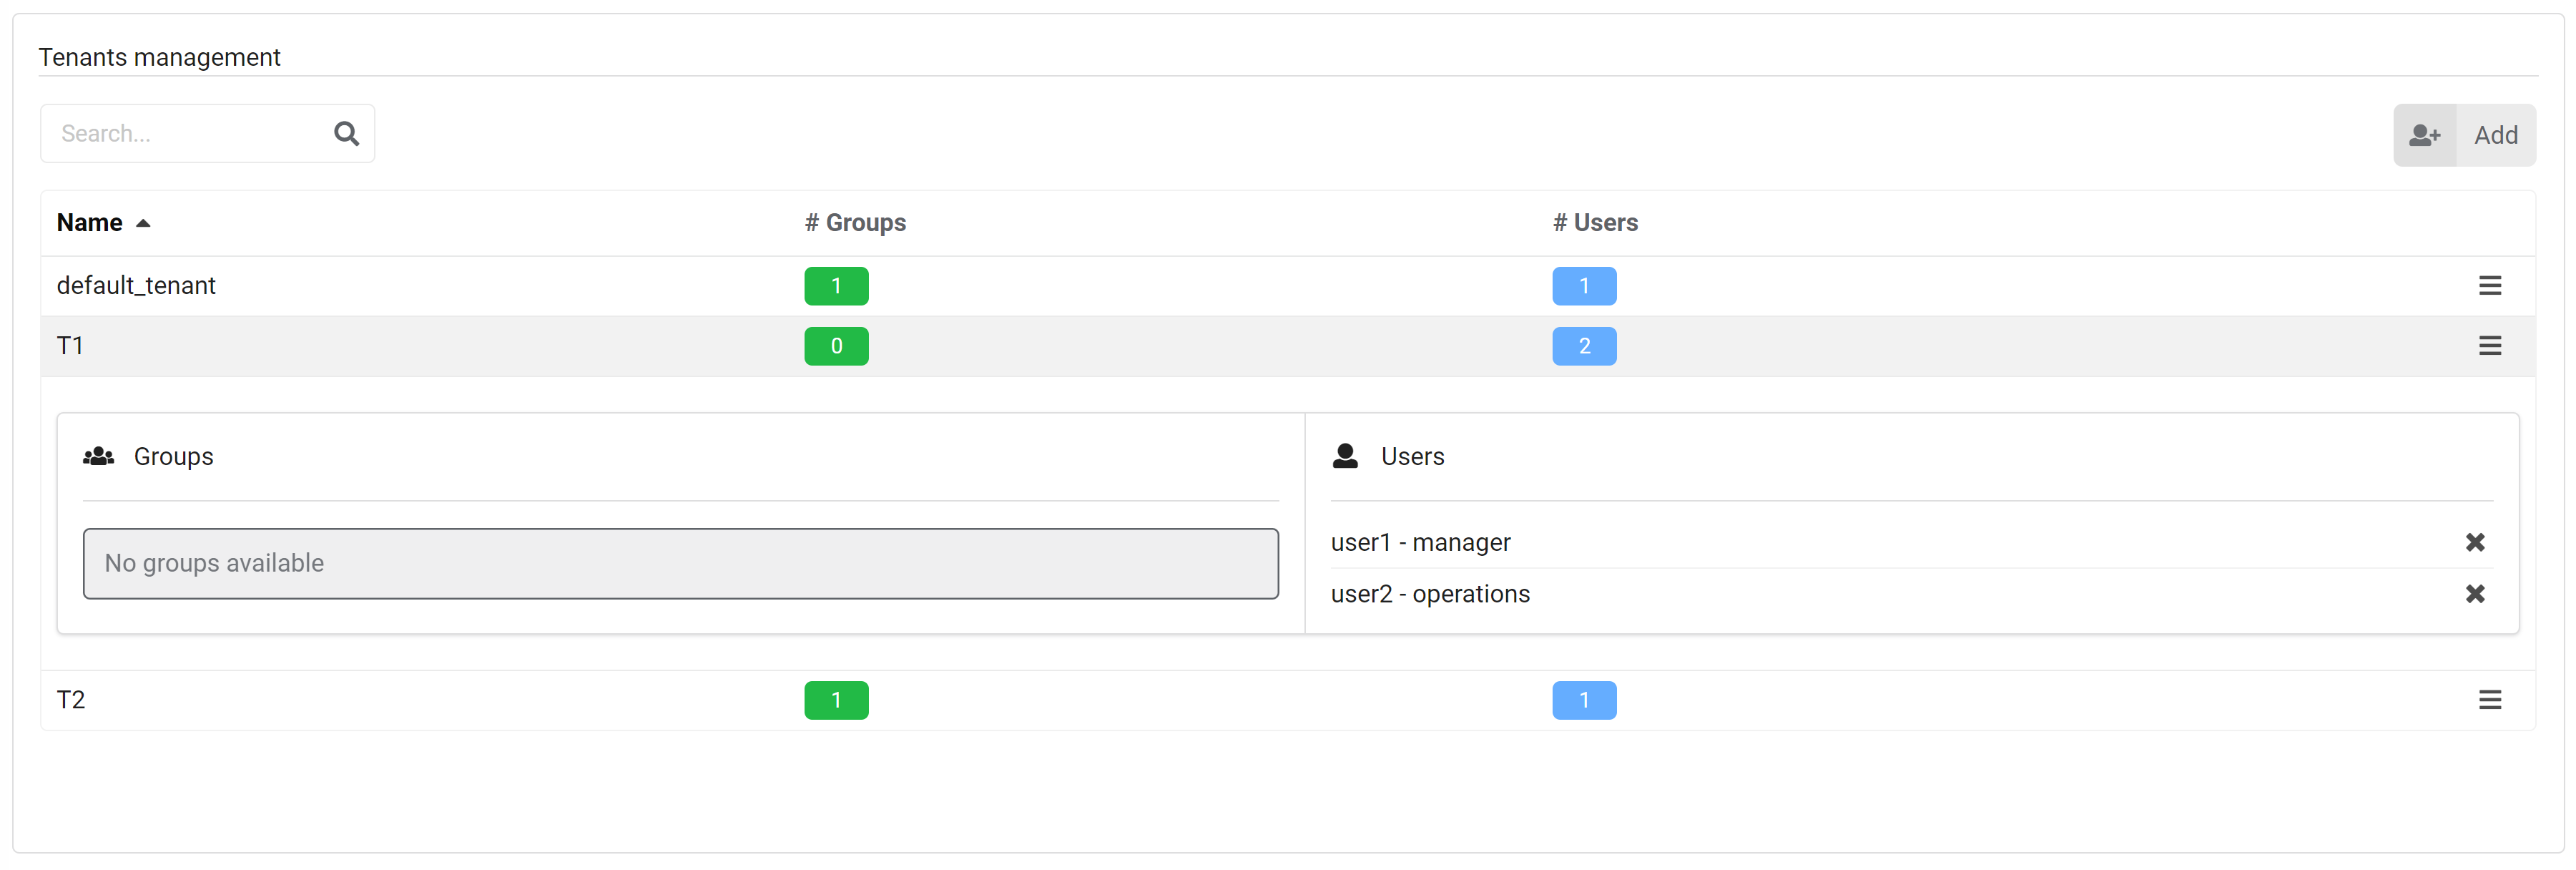 Tenants management
Search...
Add
Name # Groups # Users
default_tenant 1 1
T1 0 2
Groups
No groups available
Users
user1 - manager
user2 - operations
T2 1 1